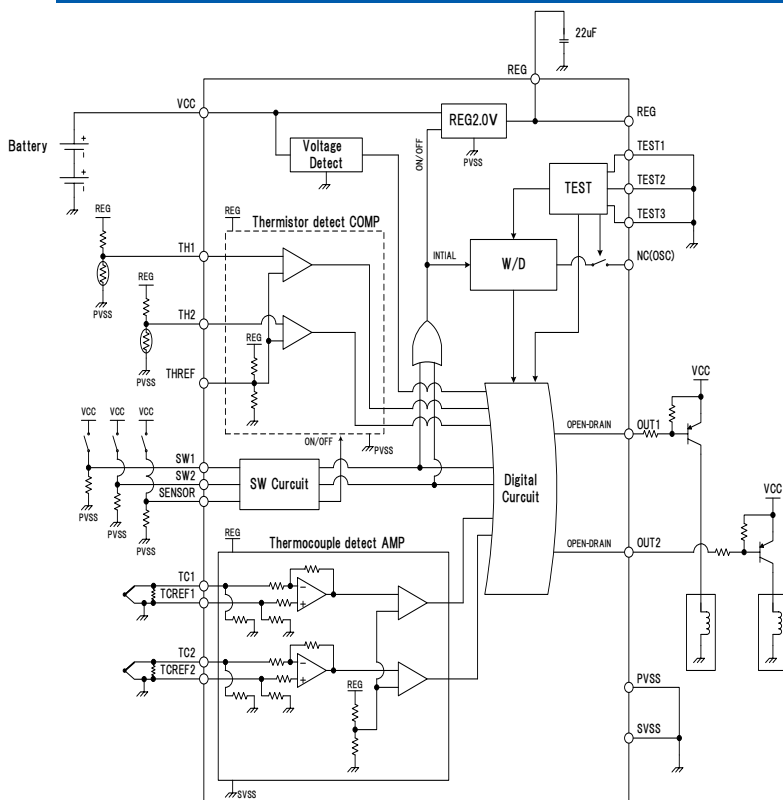 22uF
REG
VCC
REG2.0V
REG
Battery
Voltage
Detect
ON/OFF
PVSS
TEST1
TEST
TEST2
TEST3
REG
REG
Thermistor detect COMP
TH1
INTIAL
W/D
NC(OSC)
REG
PVSS
TH2
REG
PVSS
THREF
VCC
VCC
VCC
VCC
ON/OFF
PVSS
OPEN-DRAIN
OUT1
SW1
SW2
SENSOR
SW Curcuit
Digital
Curcuit
VCC
PVSS
PVSS
PVSS
REG
Thermocouple detect AMP
OPEN-DRAIN
OUT2
TC1
TCREF1
TC2
TCREF2
REG
PVSS
SVSS
SVSS